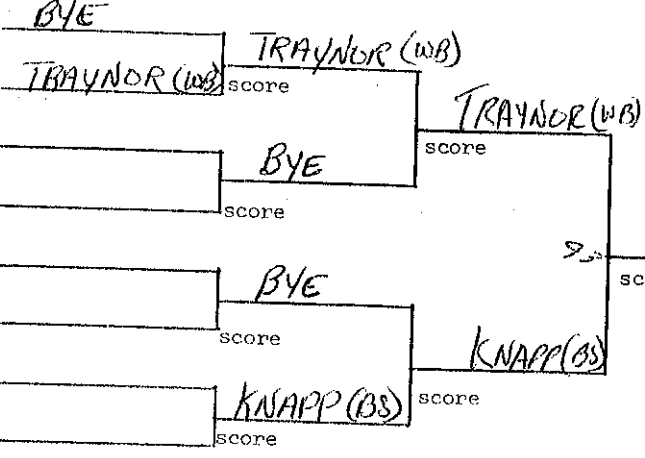 BYE
TRAYNOR (WB)
TRAYNOR (WB)
score
TRAYNOR (WB)
score
BYE
score
sc
BYE
score
KNAPP (BS)
score
KNAPP (BS)
score